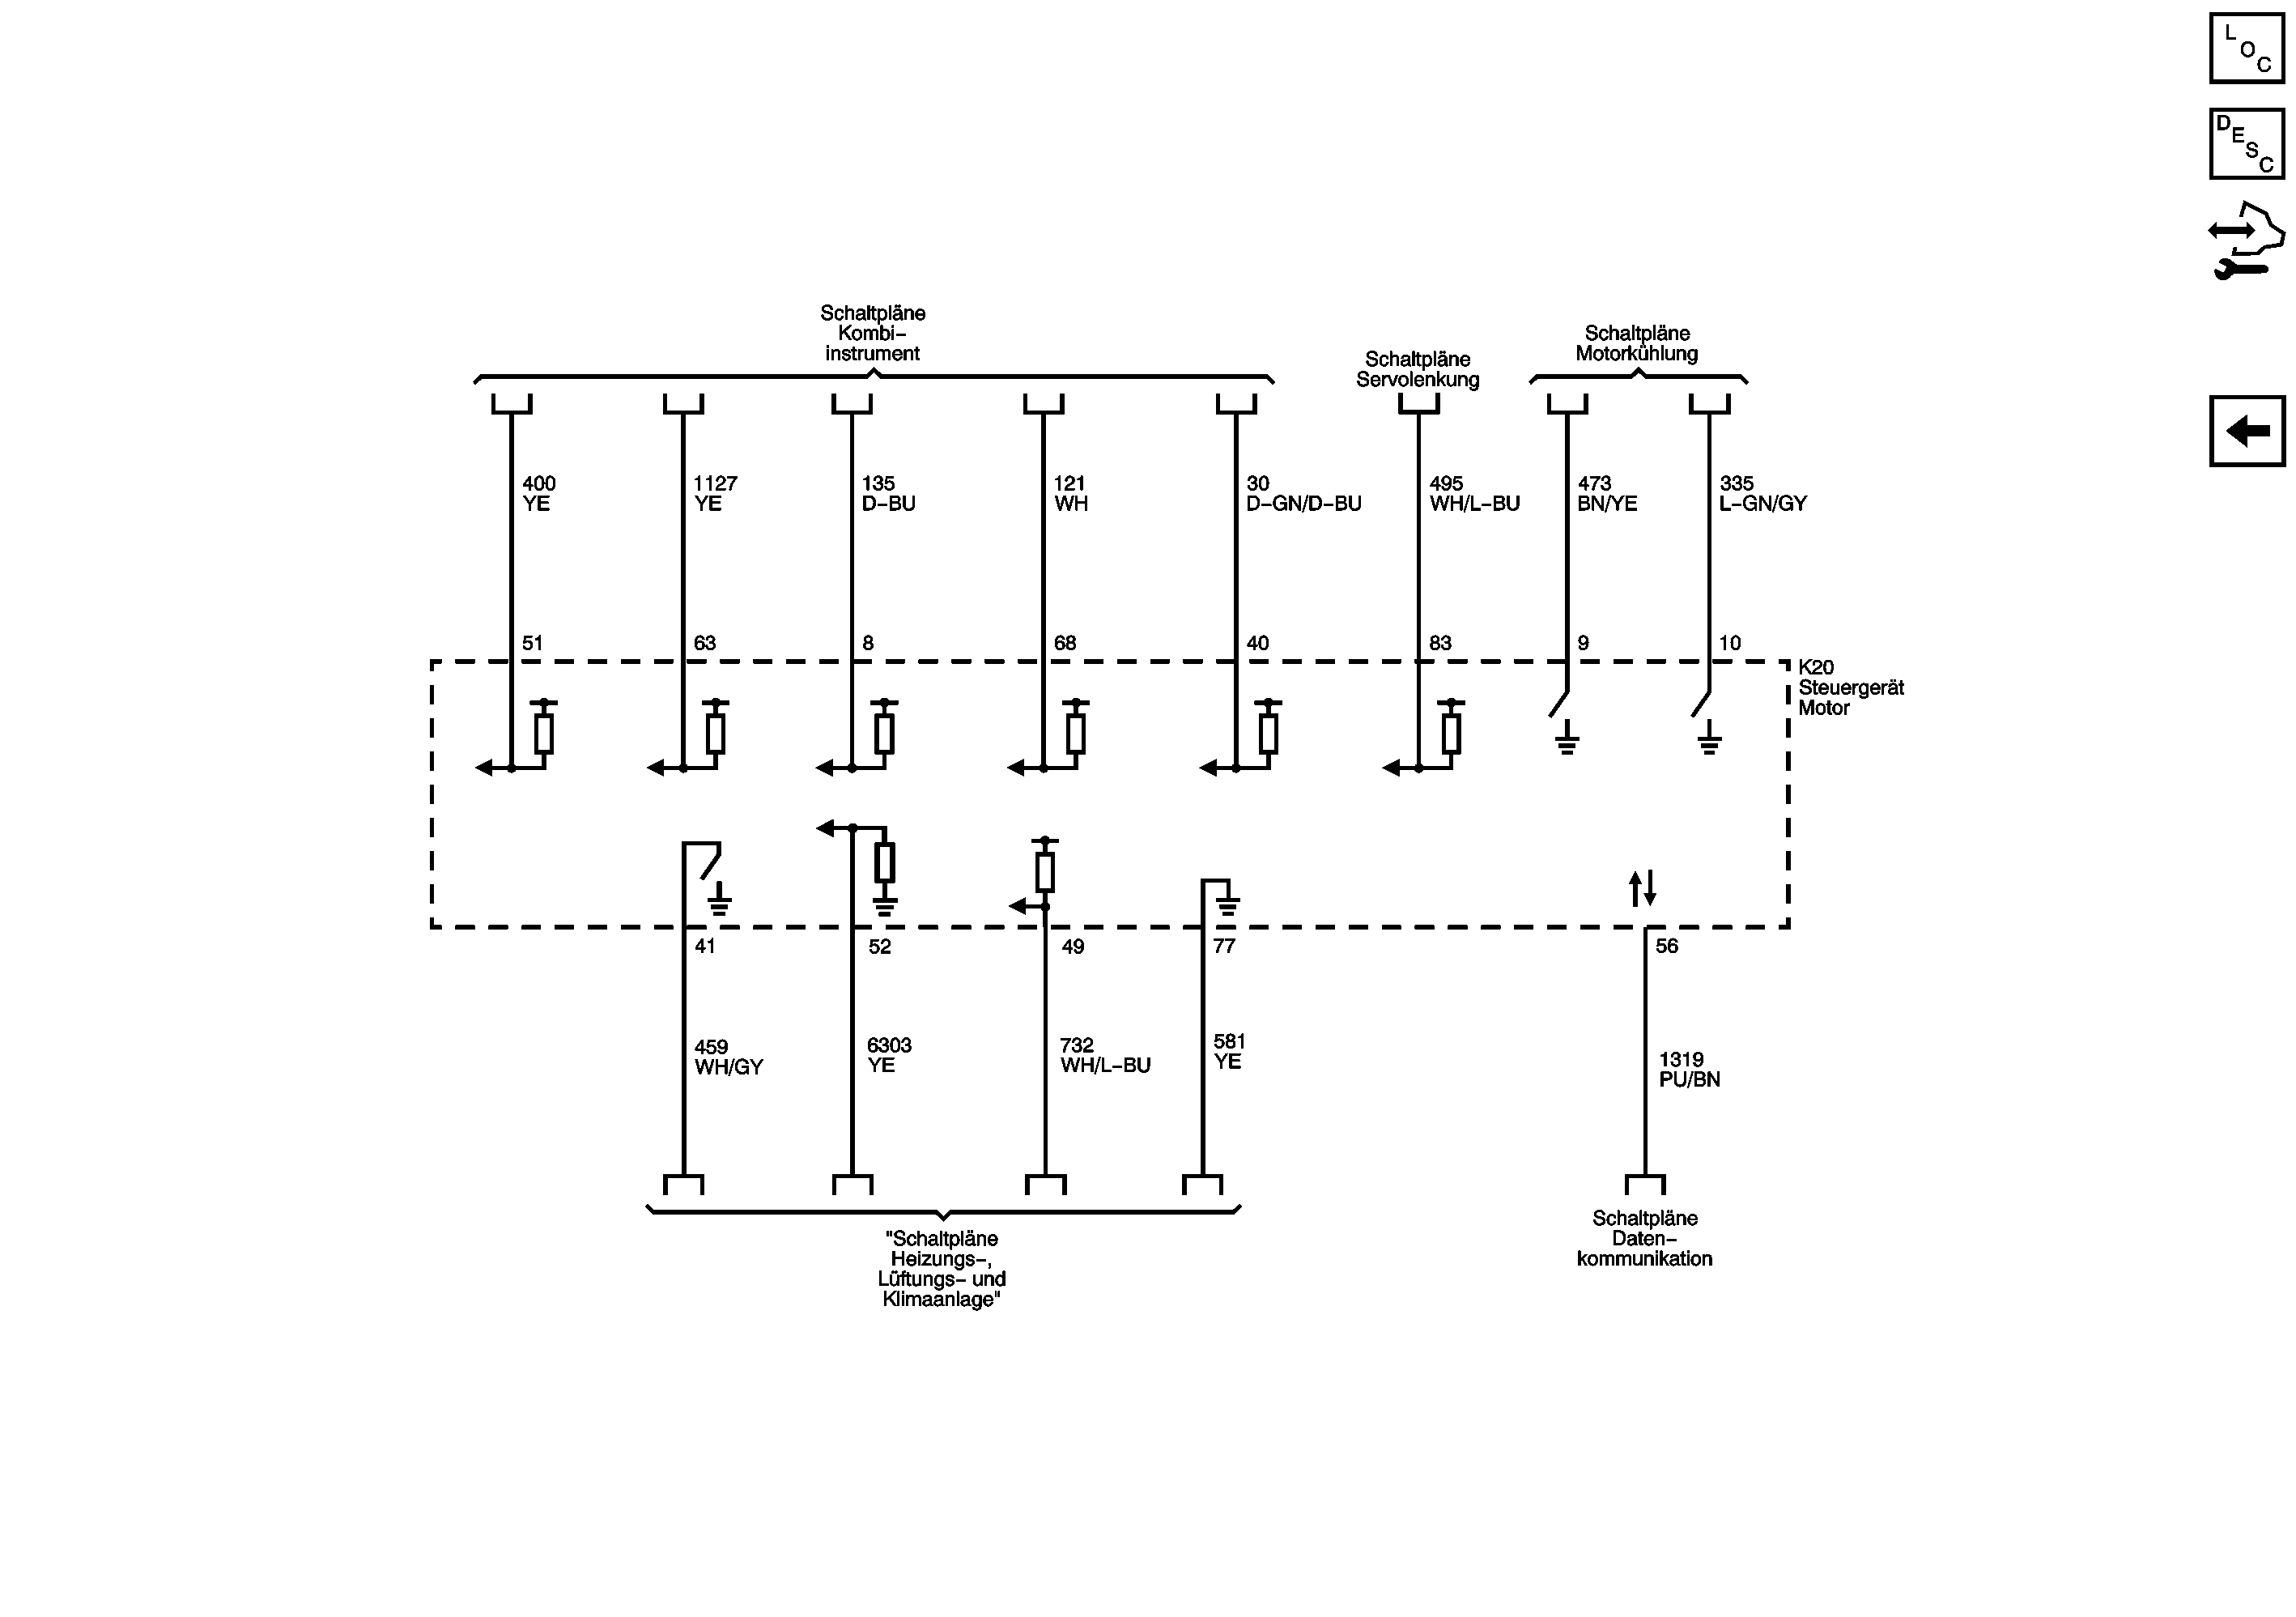 L
O
C
D
E
S
C
Schaltpläne
Kombi–
instrument
Schaltpläne
Servolenkung
Schaltpläne
Motorkühlung
400
YE
1127
YE
135
D–BU
121
WH
30
D–GN/D–BU
495
WH/L–BU
473
BN/YE
335
L–GN/GY
51
63
8
68
40
83
9
10
K20
Steuergerät
Motor
41
52
49
77
56
459
WH/GY
6303
YE
732
WH/L–BU
581
YE
1319
PU/BN
"Schaltpläne
Heizungs–,
Lüftungs– und
Klimaanlage"
Schaltpläne
Daten–
kommunikation